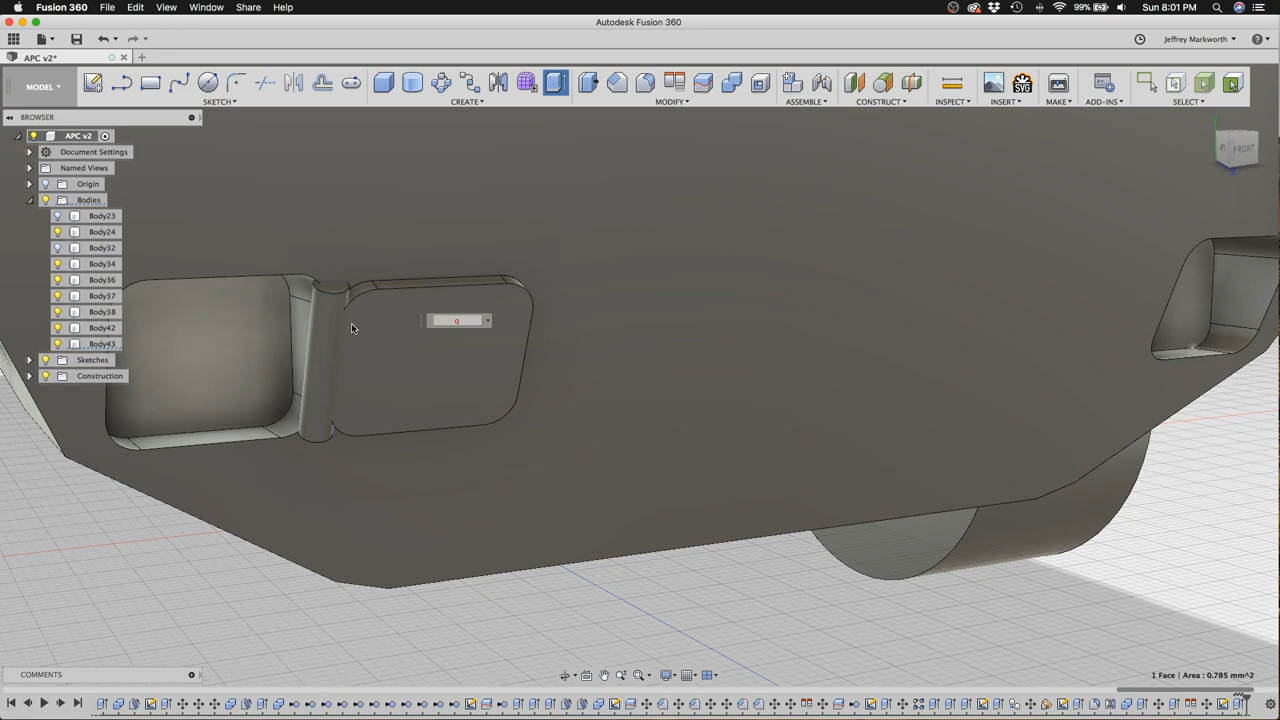 Fusion 360 File Edit View Window Share Help 99% Sun 8:01 PM
Autodesk Fusion 360
Jeffrey Markworth
APC v2*
MODEL
SKETCH CREATE MODIFY ASSEMBLE CONSTRUCT INSPECT INSERT MAKE ADD-INS SELECT
SVG
BROWSER
APC v2
Document Settings
Named Views
Origin
Bodies
Body23
Body24
Body32
Body34
Body36
Body37
Body38
Body42
Body43
Sketches
Construction
Y
FRONT
Z
q
COMMENTS
1 Face | Area : 0.785 mm^2